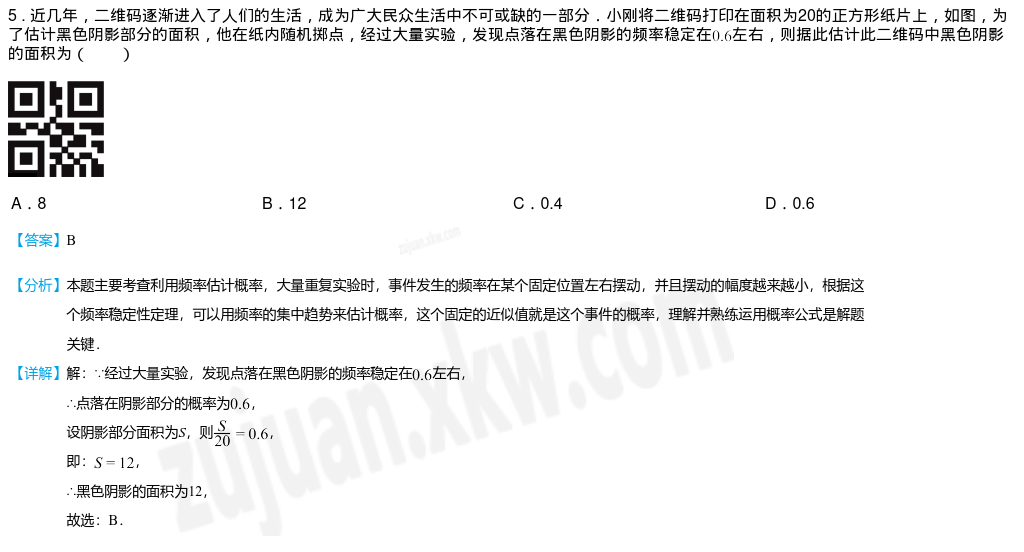 5．近几年，二维码逐渐进入了人们的生活，成为广大民众生活中不可或缺的一部分．小刚将二维码打印在面积为20的正方形纸片上，如图，为
了估计黑色阴影部分的面积，他在纸内随机掷点，经过大量实验，发现点落在黑色阴影的频率稳定在0.6左右，则据此估计此二维码中黑色阴影
的面积为（　　）
A．8 B．12 C．0.4 D．0.6
【答案】B
zujuan.xkw.com
【分析】本题主要考查利用频率估计概率，大量重复实验时，事件发生的频率在某个固定位置左右摆动，并且摆动的幅度越来越小，根据这
个频率稳定性定理，可以用频率的集中趋势来估计概率，这个固定的近似值就是这个事件的概率，理解并熟练运用概率公式是解题
关键．
【详解】解：∵经过大量实验，发现点落在黑色阴影的频率稳定在0.6左右，
∴点落在阴影部分的概率为0.6，
设阴影部分面积为S，则S/20 = 0.6，
即：S = 12，
∴黑色阴影的面积为12，
故选：B．
zujuan.xkw.com